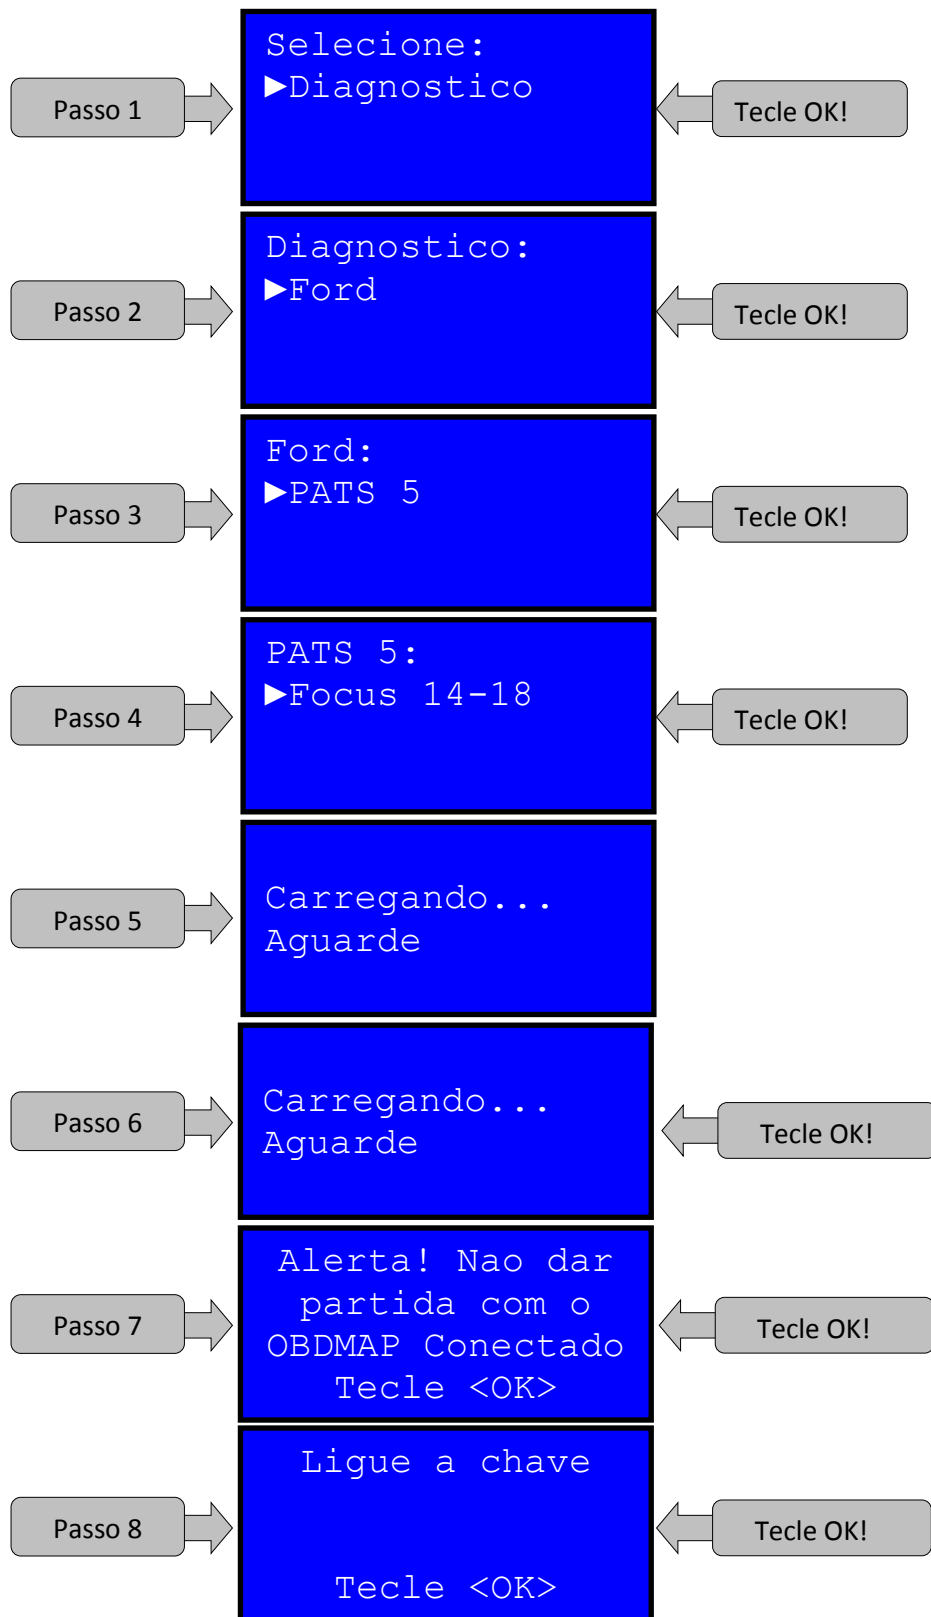 Passo 1
Selecione:
►Diagnostico
Tecle OK!
Passo 2
Diagnostico:
►Ford
Tecle OK!
Passo 3
Ford:
►PATS 5
Tecle OK!
Passo 4
PATS 5:
►Focus 14-18
Tecle OK!
Passo 5
Carregando...
Aguarde
Passo 6
Carregando...
Aguarde
Tecle OK!
Passo 7
Alerta! Nao dar
partida com o
OBDMAP Conectado
Tecle <OK>
Tecle OK!
Passo 8
Ligue a chave
Tecle <OK>
Tecle OK!